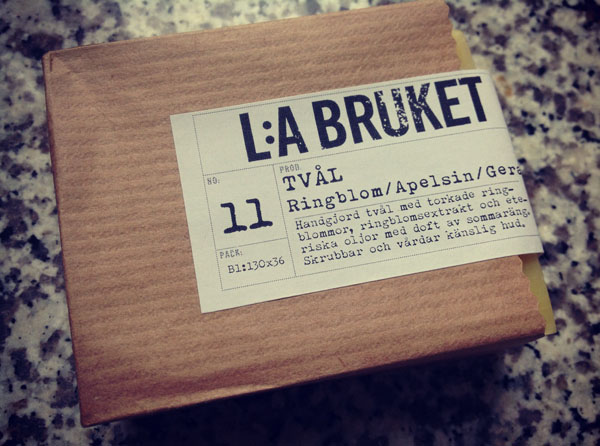 L:A BRUKET
NO:
11
PACK:
B1:130x36
PROD.
TVÅL
Ringblom/Apelsin/Gera
Handgjord tvål med torkade ring-
blommor, ringblomsextrakt och ete-
riska oljor med doft av sommaräng.
Skrubbar och vårdar känslig hud.